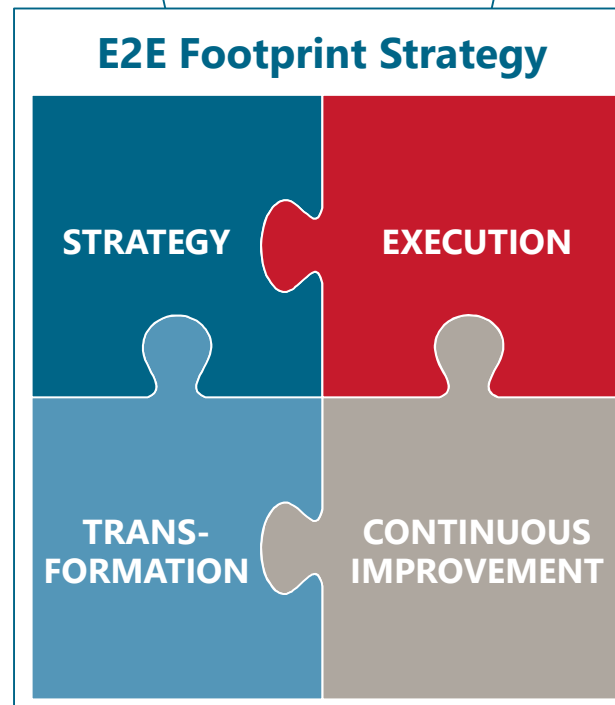 E2E Footprint Strategy
STRATEGY
EXECUTION
TRANS-
FORMATION
CONTINUOUS
IMPROVEMENT